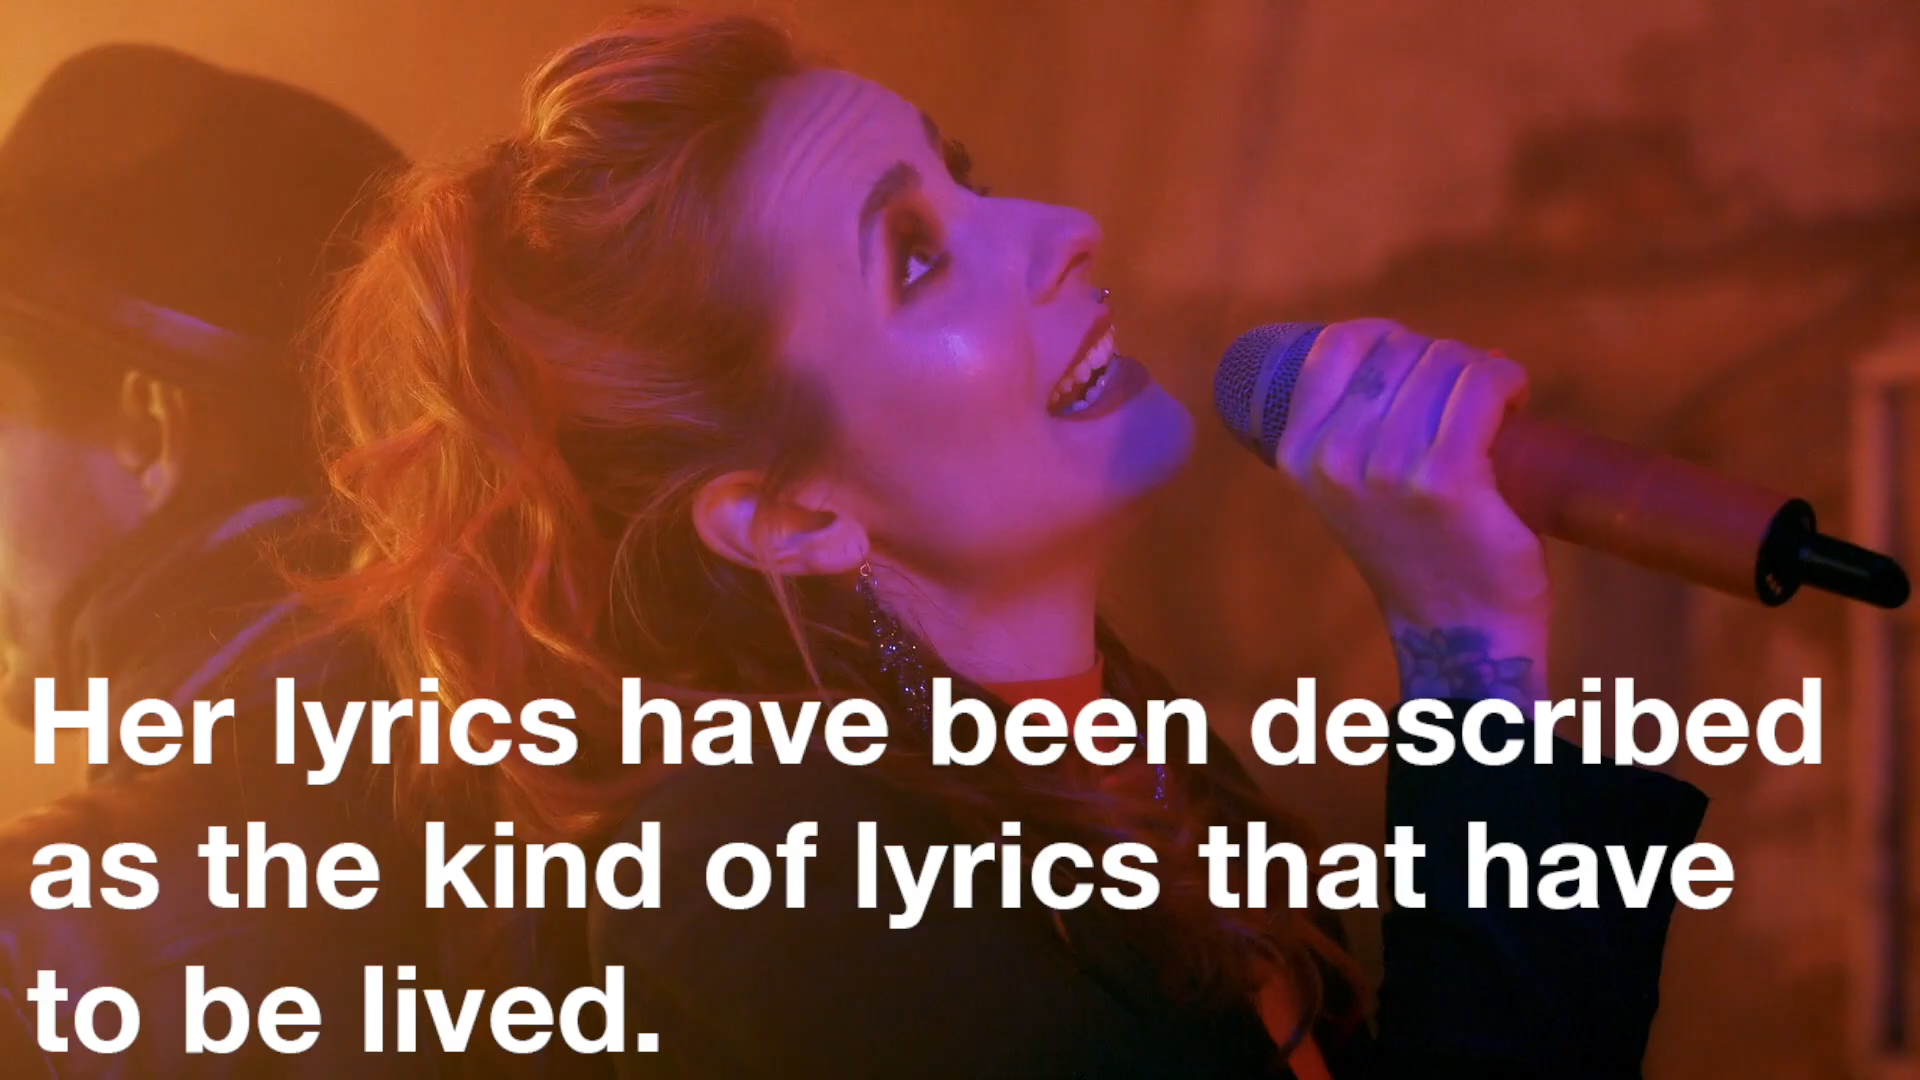 Her lyrics have been described
as the kind of lyrics that have
to be lived.